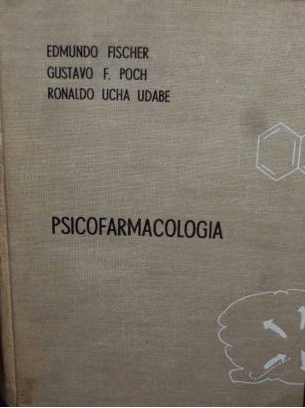 EDMUNDO FISCHER
GUSTAVO F. POCH
RONALDO UCHA UDABE
PSICOFARMACOLOGIA